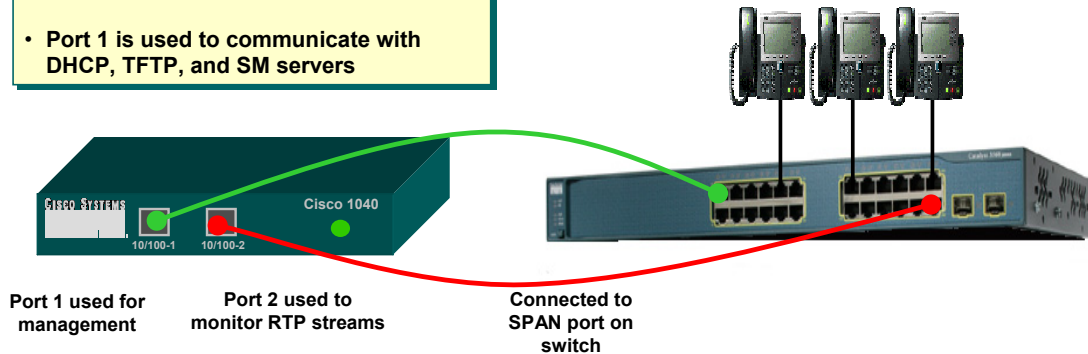 • Port 1 is used to communicate with
DHCP, TFTP, and SM servers
CISCO SYSTEMS
10/100-1
10/100-2
Cisco 1040
Port 1 used for
management
Port 2 used to
monitor RTP streams
Connected to
SPAN port on
switch